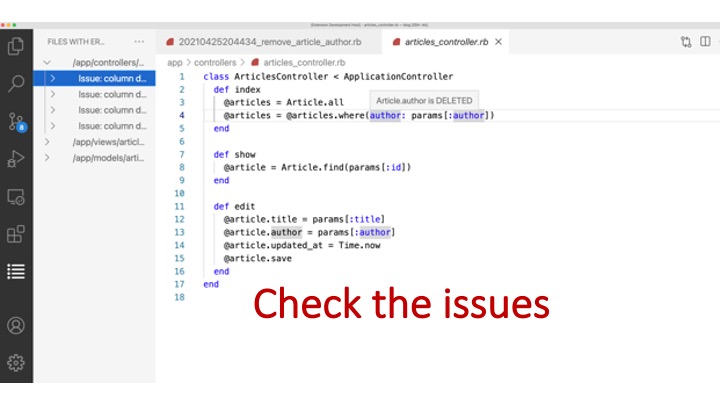 [Extension Development Host] - articles_controller.rb — blog (SSH: kk)
FILES WITH ER... ...
20210425204434_remove_article_author.rb
articles_controller.rb ×
/app/controllers/...
Issue: column d...
Issue: column d...
Issue: column d...
Issue: column d...
/app/views/articl...
/app/models/arti...
8
app > controllers > articles_controller.rb
1 class ArticlesController < ApplicationController
2 def index
3 @articles = Article.all
Article.author is DELETED
4 @articles = @articles.where(author: params[:author])
5 end
6
7 def show
8 @article = Article.find(params[:id])
9 end
10
11 def edit
12 @article.title = params[:title]
13 @article.author = params[:author]
14 @article.updated_at = Time.now
15 @article.save
16 end
17 end
18
Check the issues